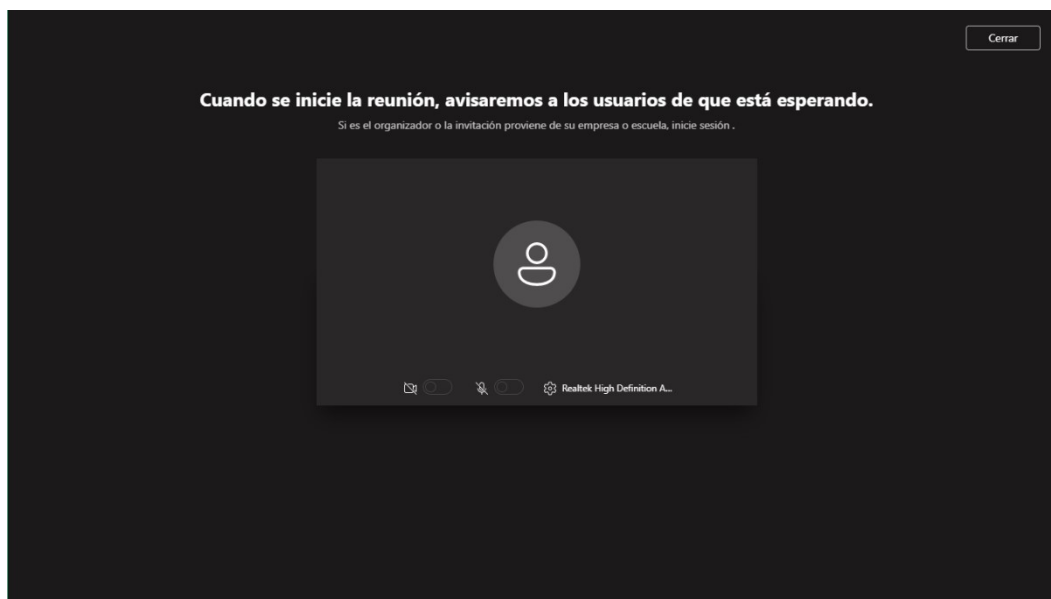 Cerrar
Cuando se inicie la reunión, avisaremos a los usuarios de que está esperando.
Si es el organizador o la invitación proviene de su empresa o escuela, inicie sesión .
Realtek High Definition A...